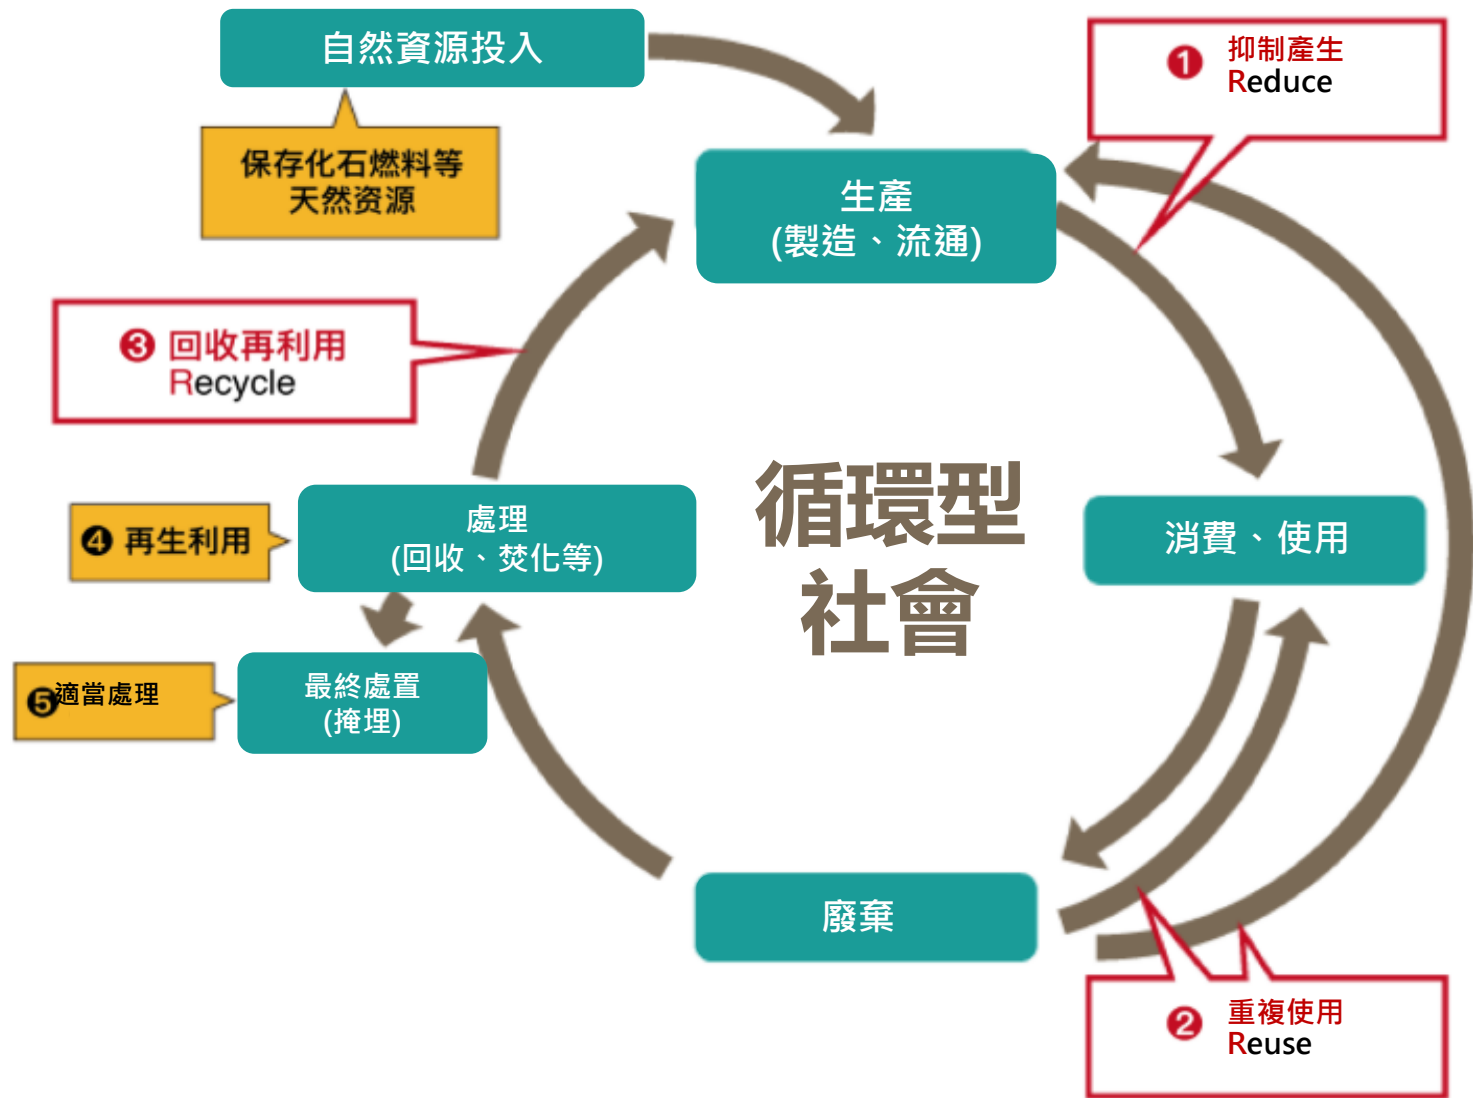 自然資源投入
保存化石燃料等
天然资源
❶ 抑制產生
Reduce
生產
(製造、流通)
❸ 回收再利用
Recycle
循環型
社會
❹ 再生利用
處理
(回收、焚化等)
消費、使用
❺適當處理
最終處置
(掩埋)
廢棄
❷ 重複使用
Reuse